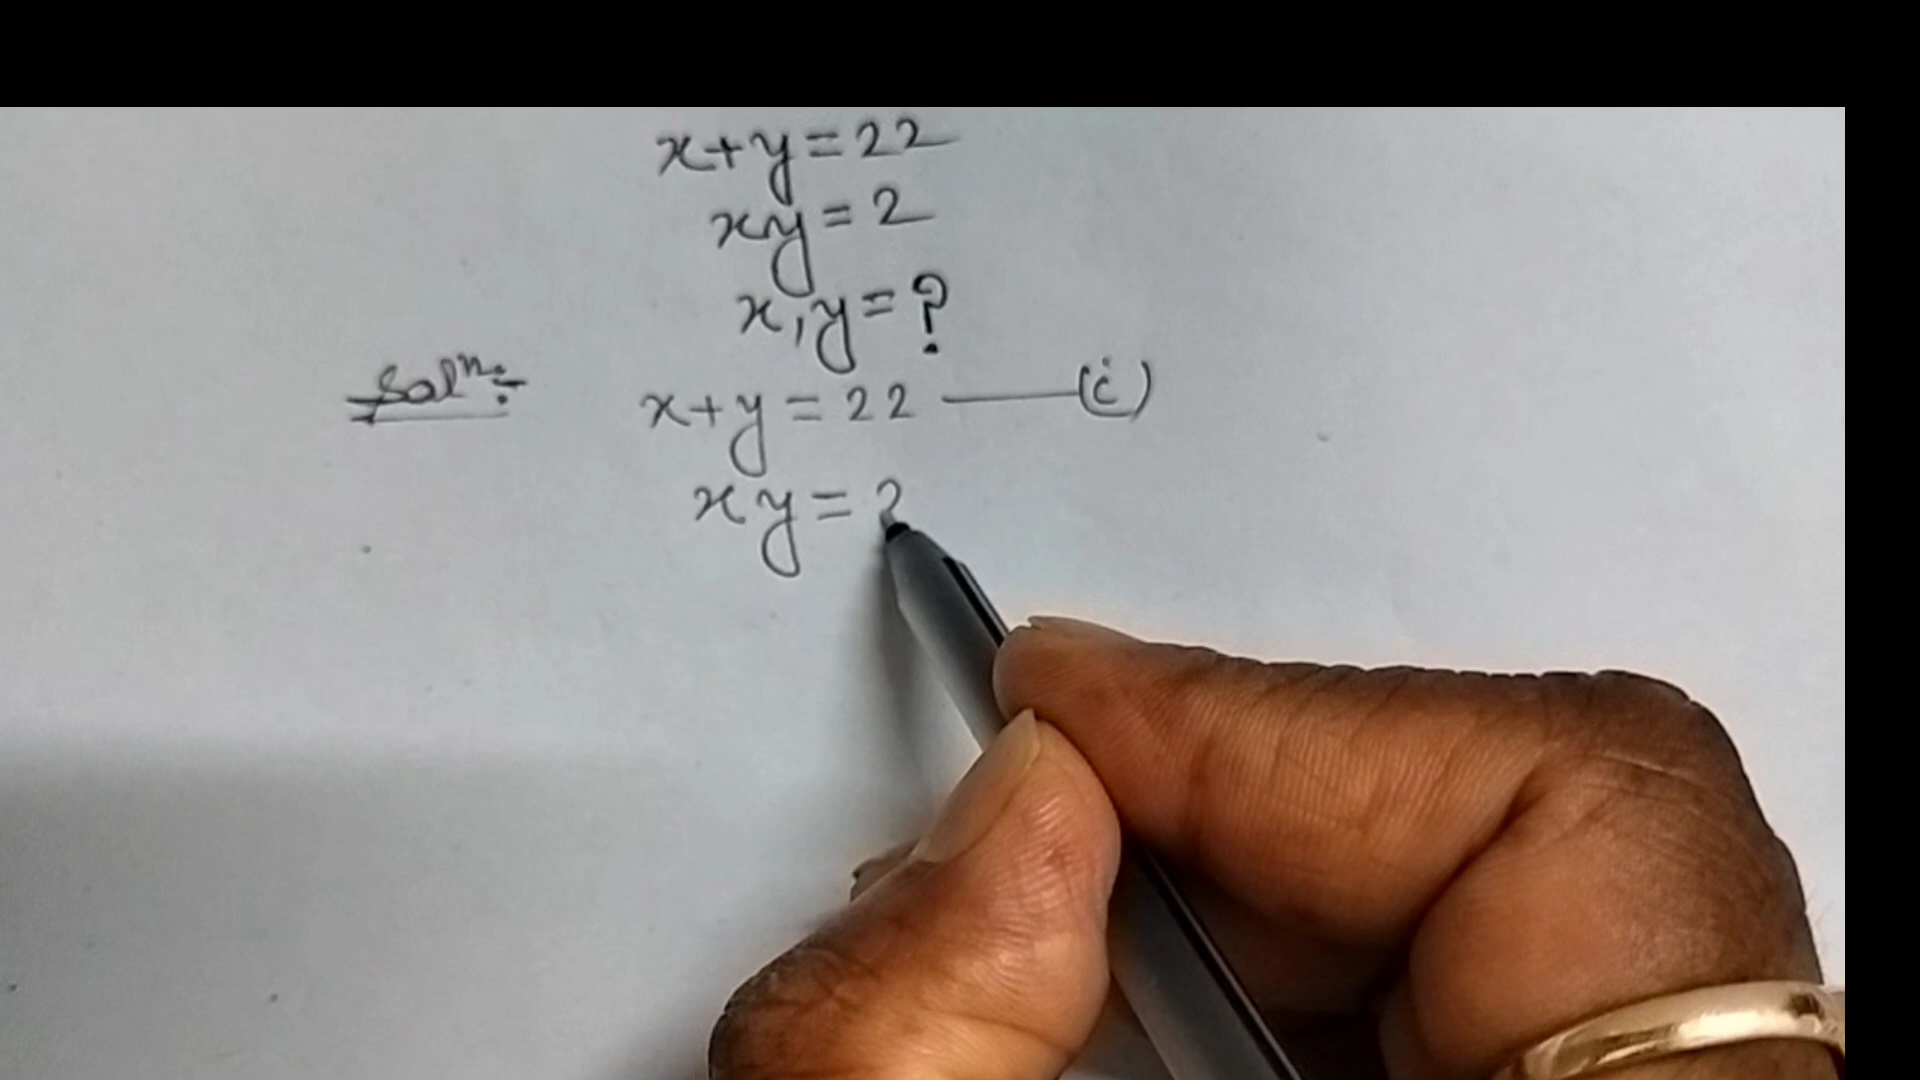 x+y=22
xy=2
x,y=?
Solⁿ:- x+y=22 ——(i)
xy=2